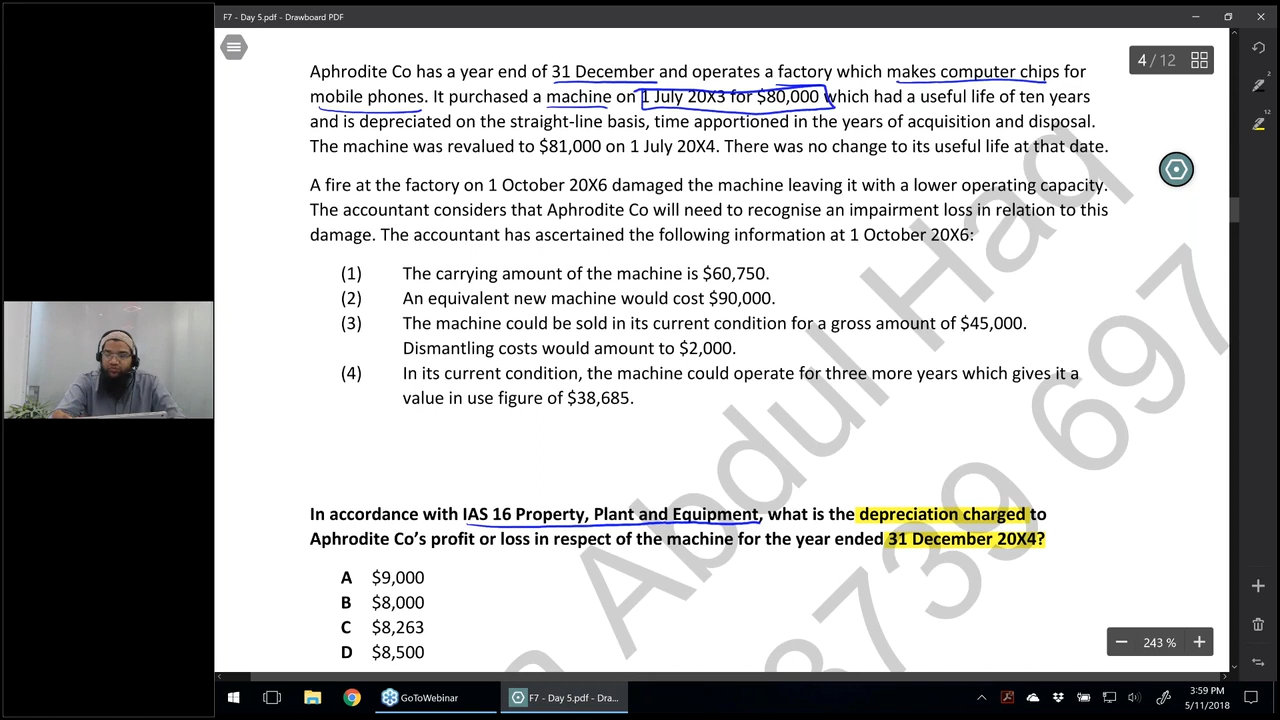 F7 - Day 5.pdf - Drawboard PDF
4 / 12
Aphrodite Co has a year end of 31 December and operates a factory which makes computer chips for
mobile phones. It purchased a machine on 1 July 20X3 for $80,000 which had a useful life of ten years
and is depreciated on the straight-line basis, time apportioned in the years of acquisition and disposal.
The machine was revalued to $81,000 on 1 July 20X4. There was no change to its useful life at that date.
A fire at the factory on 1 October 20X6 damaged the machine leaving it with a lower operating capacity.
The accountant considers that Aphrodite Co will need to recognise an impairment loss in relation to this
damage. The accountant has ascertained the following information at 1 October 20X6:
(1) The carrying amount of the machine is $60,750.
(2) An equivalent new machine would cost $90,000.
(3) The machine could be sold in its current condition for a gross amount of $45,000.
Dismantling costs would amount to $2,000.
(4) In its current condition, the machine could operate for three more years which gives it a
value in use figure of $38,685.
In accordance with IAS 16 Property, Plant and Equipment, what is the depreciation charged to
Aphrodite Co's profit or loss in respect of the machine for the year ended 31 December 20X4?
A $9,000
B $8,000
C $8,263
D $8,500
Abdul Haq
8739 697
243 %
GoToWebinar
F7 - Day 5.pdf - Dra...
3:59 PM
5/11/2018
2
12